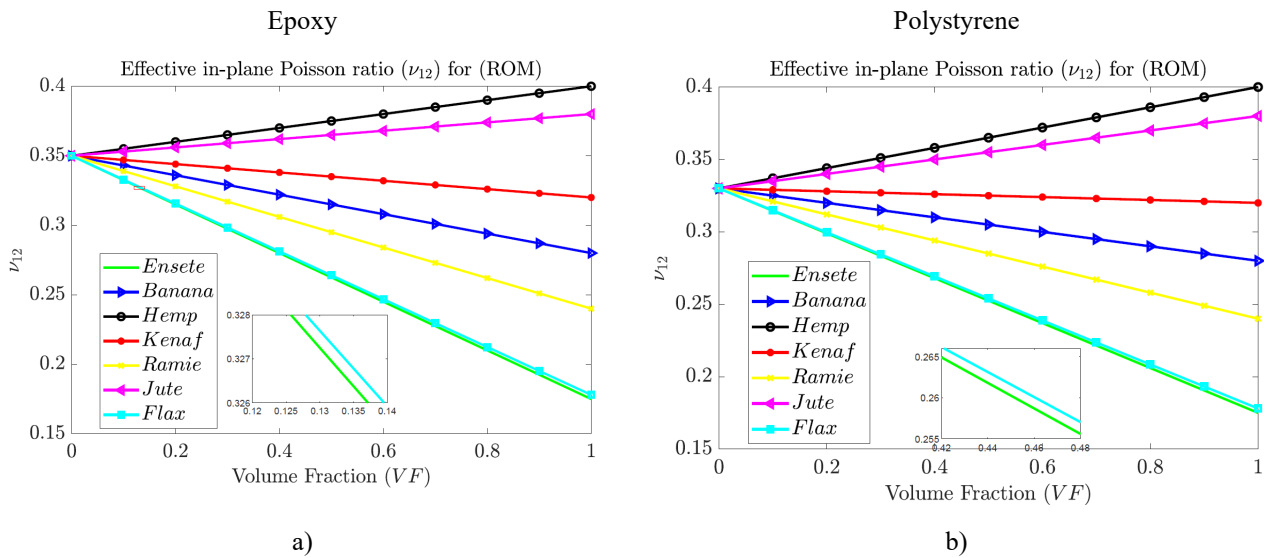 Epoxy
Effective in-plane Poisson ratio (ν12) for (ROM)
0.4
0.35
0.3
0.25
0.2
0.15
ν12
Ensete
Banana
Hemp
Kenaf
Ramie
Jute
Flax
0.328
0.327
0.326
0.12 0.125 0.13 0.135 0.14
0 0.2 0.4 0.6 0.8 1
Volume Fraction (VF)
a)
Polystyrene
Effective in-plane Poisson ratio (ν12) for (ROM)
0.4
0.35
0.3
0.25
0.2
0.15
ν12
Ensete
Banana
Hemp
Kenaf
Ramie
Jute
Flax
0.265
0.26
0.255
0.42 0.44 0.46 0.48
0 0.2 0.4 0.6 0.8 1
Volume Fraction (VF)
b)